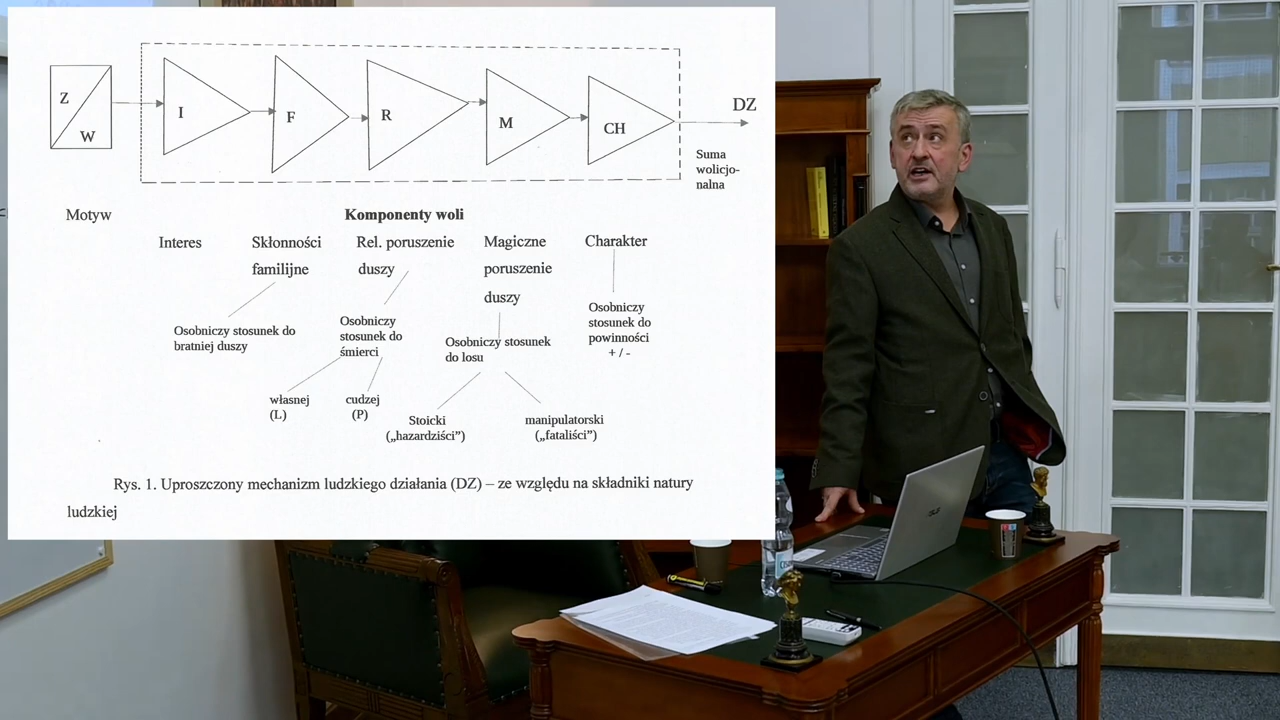 Z
W
I
F
R
M
CH
DZ
Suma
wolicjo-
nalna
Motyw
Komponenty woli
Interes
Skłonności
familijne
Rel. poruszenie
duszy
Magiczne
poruszenie
duszy
Charakter
Osobniczy stosunek do
bratniej duszy
Osobniczy
stosunek do
śmierci
własnej
(L)
cudzej
(P)
Osobniczy stosunek
do losu
Stoicki
(„hazardziści”)
manipulatorski
(„fataliści”)
Osobniczy
stosunek do
powinności
+ / -
Rys. 1. Uproszczony mechanizm ludzkiego działania (DZ) – ze względu na składniki natury
ludzkiej
ASUS